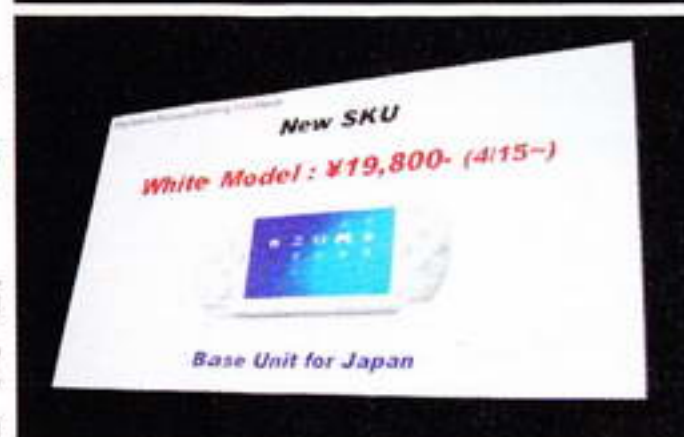 New SKU
White Model : ¥19,800- (4/15~)
Base Unit for Japan